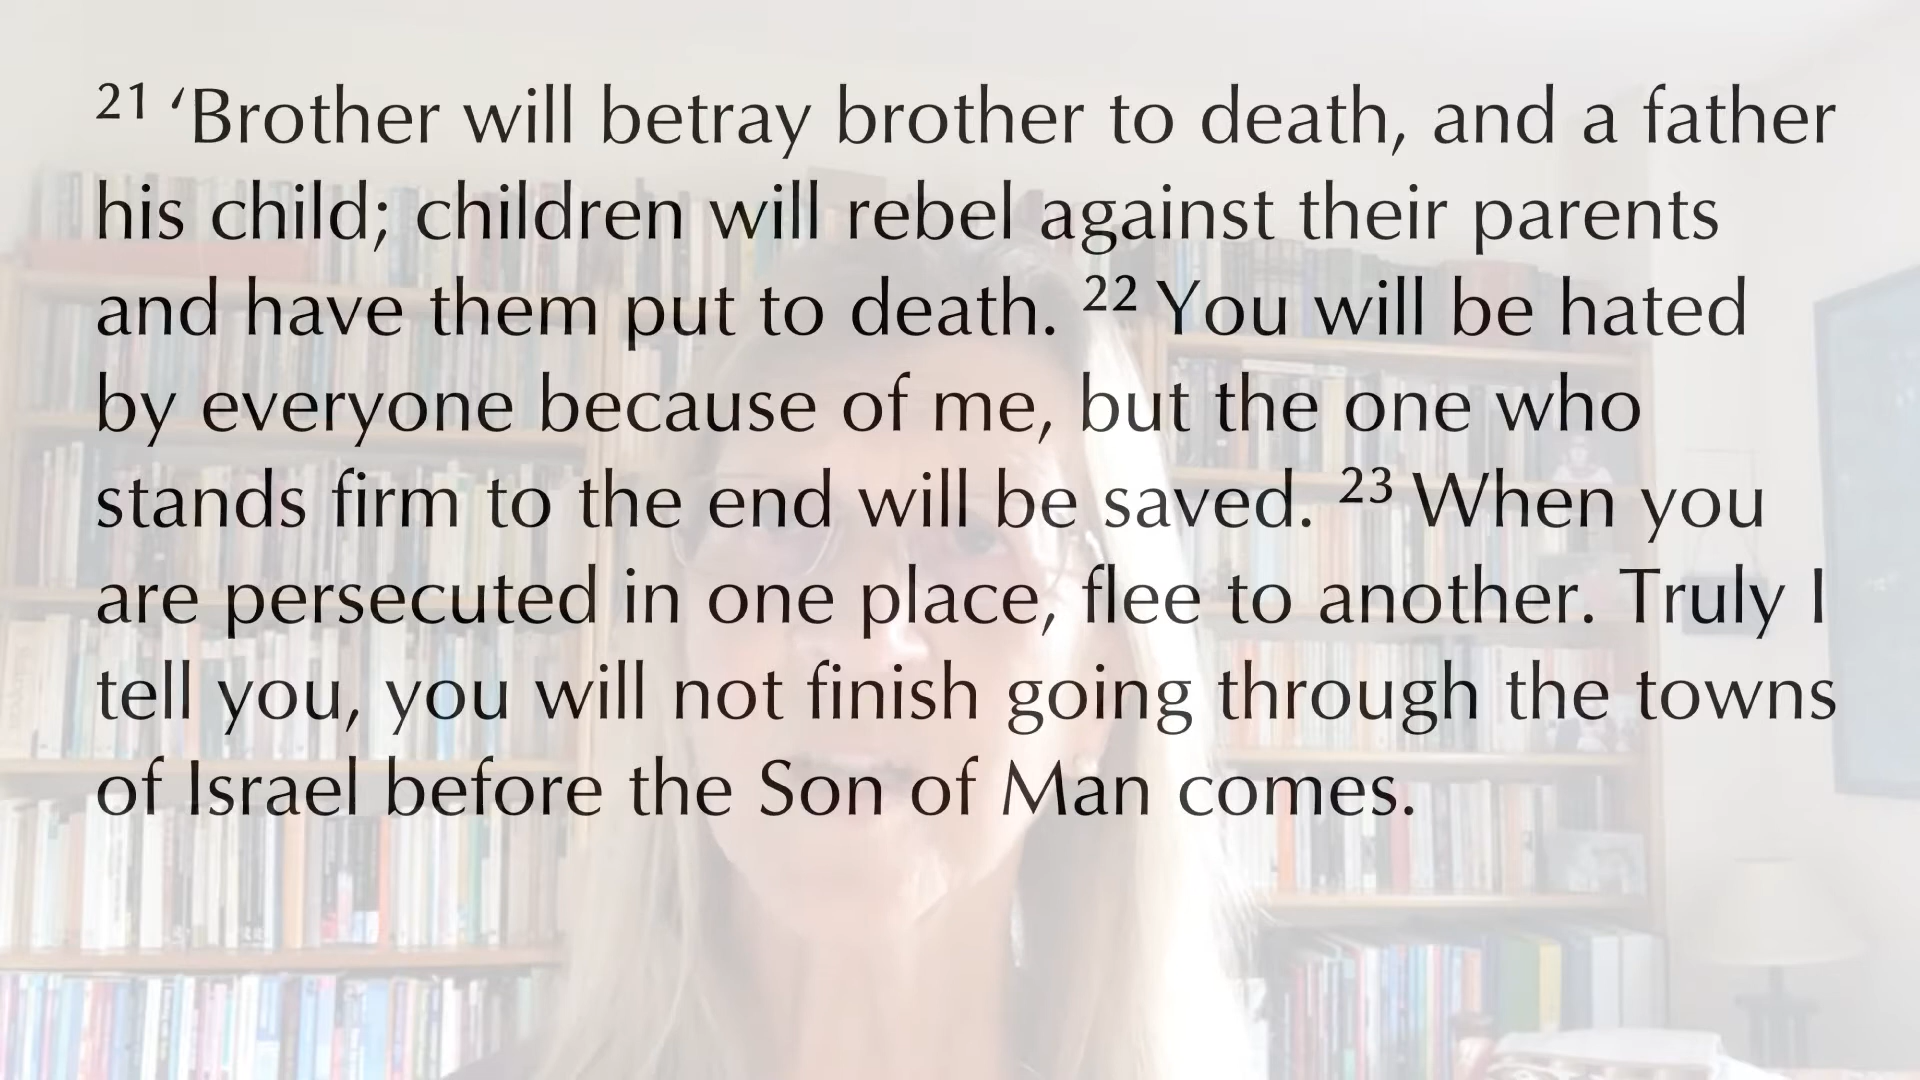 ²¹ ‘Brother will betray brother to death, and a father
his child; children will rebel against their parents
and have them put to death. ²² You will be hated
by everyone because of me, but the one who
stands firm to the end will be saved. ²³ When you
are persecuted in one place, flee to another. Truly I
tell you, you will not finish going through the towns
of Israel before the Son of Man comes.